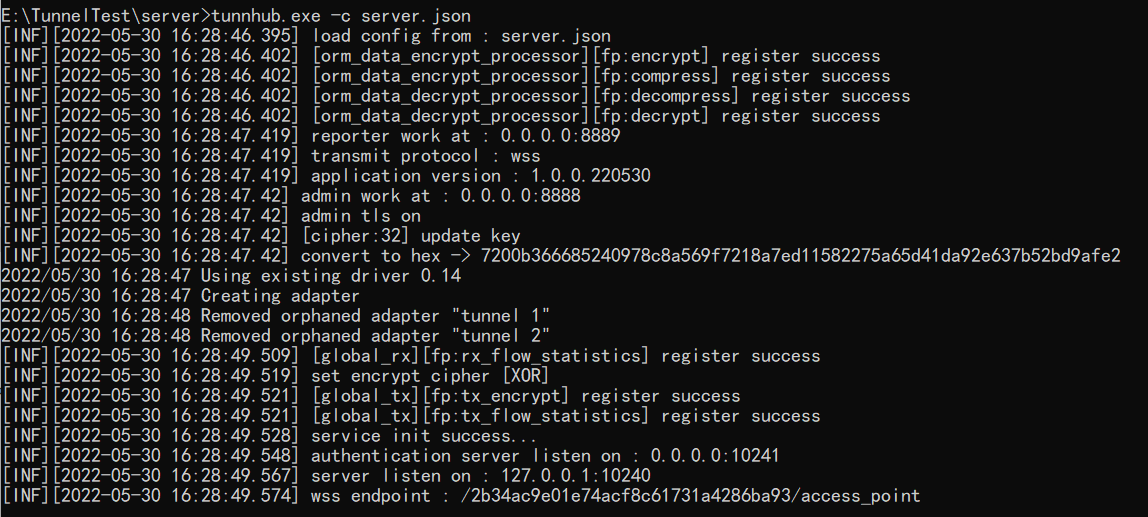 E:\TunnelTest\server>tunnhub.exe -c server.json
[INF][2022-05-30 16:28:46.395] load config from : server.json
[INF][2022-05-30 16:28:46.402] [orm_data_encrypt_processor][fp:encrypt] register success
[INF][2022-05-30 16:28:46.402] [orm_data_encrypt_processor][fp:compress] register success
[INF][2022-05-30 16:28:46.402] [orm_data_decrypt_processor][fp:decompress] register success
[INF][2022-05-30 16:28:46.402] [orm_data_decrypt_processor][fp:decrypt] register success
[INF][2022-05-30 16:28:47.419] reporter work at : 0.0.0.0:8889
[INF][2022-05-30 16:28:47.419] transmit protocol : wss
[INF][2022-05-30 16:28:47.419] application version : 1.0.0.220530
[INF][2022-05-30 16:28:47.42] admin work at : 0.0.0.0:8888
[INF][2022-05-30 16:28:47.42] admin tls on
[INF][2022-05-30 16:28:47.42] [cipher:32] update key
[INF][2022-05-30 16:28:47.42] convert to hex -> 7200b366685240978c8a569f7218a7ed11582275a65d41da92e637b52bd9afe2
2022/05/30 16:28:47 Using existing driver 0.14
2022/05/30 16:28:47 Creating adapter
2022/05/30 16:28:48 Removed orphaned adapter "tunnel 1"
2022/05/30 16:28:48 Removed orphaned adapter "tunnel 2"
[INF][2022-05-30 16:28:49.509] [global_rx][fp:rx_flow_statistics] register success
[INF][2022-05-30 16:28:49.519] set encrypt cipher [XOR]
[INF][2022-05-30 16:28:49.521] [global_tx][fp:tx_encrypt] register success
[INF][2022-05-30 16:28:49.521] [global_tx][fp:tx_flow_statistics] register success
[INF][2022-05-30 16:28:49.528] service init success...
[INF][2022-05-30 16:28:49.548] authentication server listen on : 0.0.0.0:10241
[INF][2022-05-30 16:28:49.567] server listen on : 127.0.0.1:10240
[INF][2022-05-30 16:28:49.574] wss endpoint : /2b34ac9e01e74acf8c61731a4286ba93/access_point